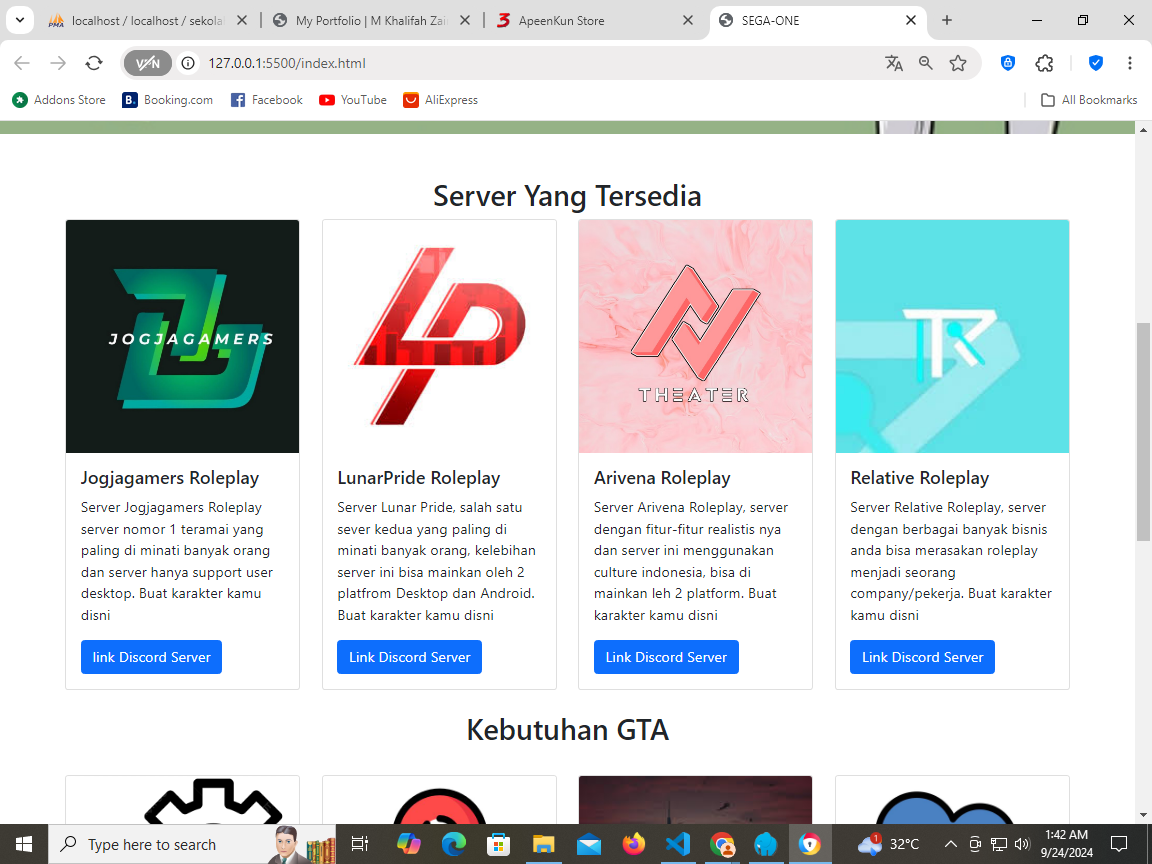 localhost / localhost / sekola
My Portfolio | M Khalifah Zai
ApeenKun Store
SEGA-ONE
VPN
127.0.0.1:5500/index.html
Addons Store
Booking.com
Facebook
YouTube
AliExpress
All Bookmarks
Server Yang Tersedia
JOGJAGAMERS
THEATER
Jogjagamers Roleplay
Server Jogjagamers Roleplay
server nomor 1 teramai yang
paling di minati banyak orang
dan server hanya support user
desktop. Buat karakter kamu
disni
link Discord Server
LunarPride Roleplay
Server Lunar Pride, salah satu
sever kedua yang paling di
minati banyak orang, kelebihan
server ini bisa mainkan oleh 2
platfrom Desktop dan Android.
Buat karakter kamu disni
Link Discord Server
Arivena Roleplay
Server Arivena Roleplay, server
dengan fitur-fitur realistis nya
dan server ini menggunakan
culture indonesia, bisa di
mainkan leh 2 platform. Buat
karakter kamu disni
Link Discord Server
Relative Roleplay
Server Relative Roleplay, server
dengan berbagai banyak bisnis
anda bisa merasakan roleplay
menjadi seorang
company/pekerja. Buat karakter
kamu disni
Link Discord Server
Kebutuhan GTA
Type here to search
1
32°C
1:42 AM
9/24/2024